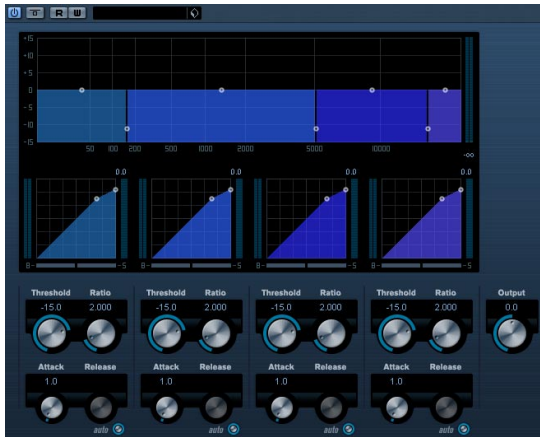 R W
+15
+10
+5
0
-5
-10
-15
50 100 200 500 1000 2000 5000 10000
-oo
0.0 0.0 0.0 0.0
B S B S B S B S
Threshold Ratio Threshold Ratio Threshold Ratio Threshold Ratio Output
-15.0 2.000 -15.0 2.000 -15.0 2.000 -15.0 2.000 0.0
Attack Release Attack Release Attack Release Attack Release
1.0 1.0 1.0 1.0
auto auto auto auto